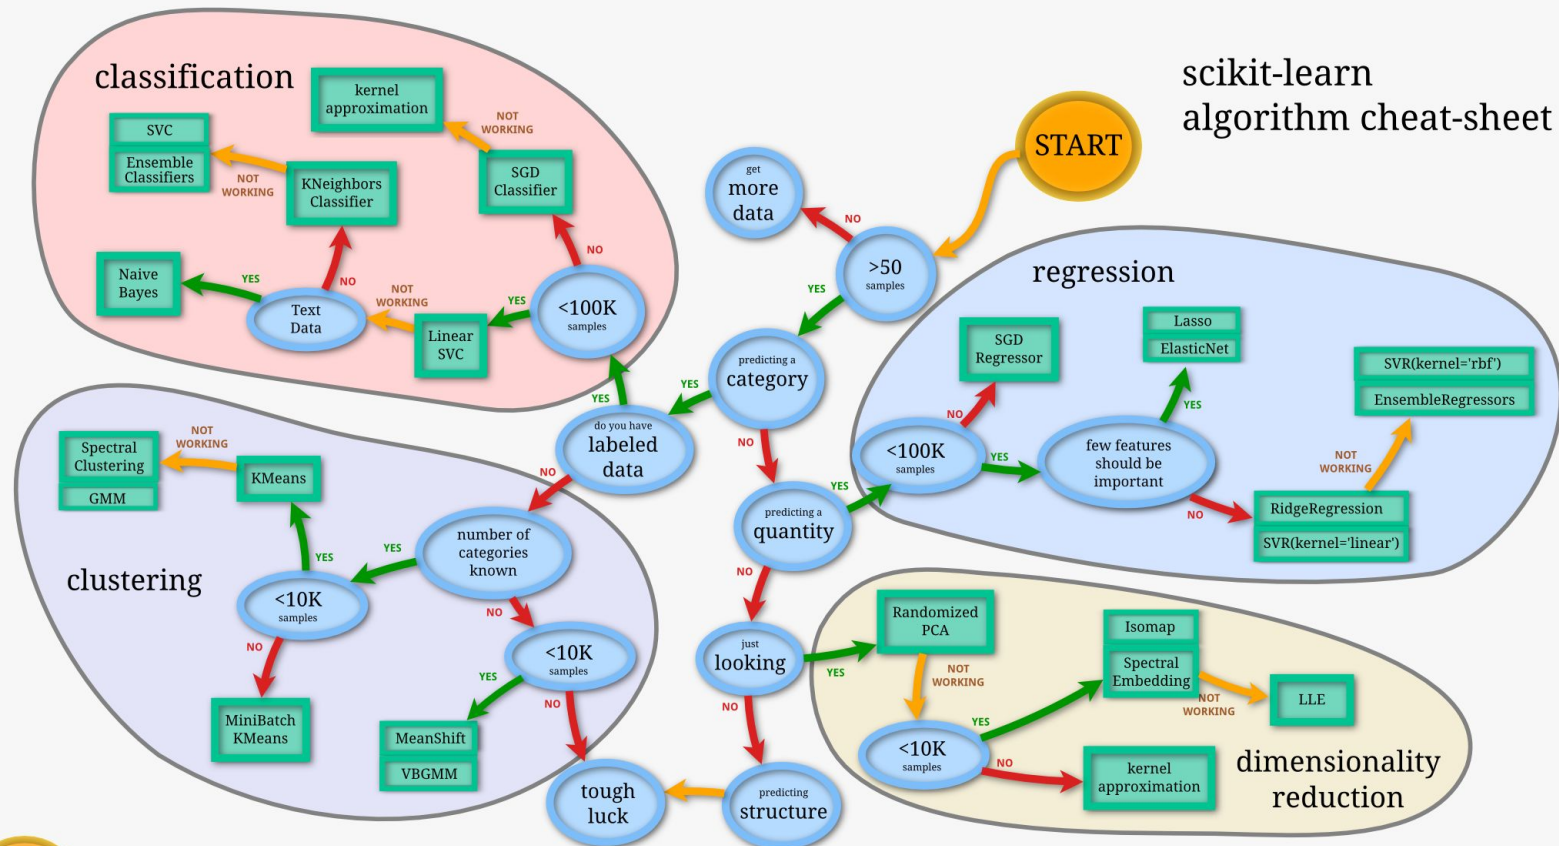 scikit-learn
algorithm cheat-sheet
START
classification
kernel
approximation
NOT
WORKING
SVC
Ensemble
Classifiers
NOT
WORKING
KNeighbors
Classifier
SGD
Classifier
NO
Naive
Bayes
YES
NO
Text
Data
NOT
WORKING
Linear
SVC
YES
<100K
samples
YES
get
more
data
NO
>50
samples
YES
predicting a
category
YES
do you have
labeled
data
NO
NO
predicting a
quantity
YES
NO
just
looking
YES
NO
predicting
structure
tough
luck
regression
SGD
Regressor
NO
<100K
samples
YES
Lasso
ElasticNet
YES
few features
should be
important
NO
SVR(kernel='rbf')
EnsembleRegressors
NOT
WORKING
RidgeRegression
SVR(kernel='linear')
clustering
Spectral
Clustering
GMM
NOT
WORKING
KMeans
YES
number of
categories
known
YES
<10K
samples
NO
MiniBatch
KMeans
NO
<10K
samples
YES
NO
MeanShift
VBGMM
dimensionality
reduction
Randomized
PCA
NOT
WORKING
<10K
samples
YES
Isomap
Spectral
Embedding
NOT
WORKING
LLE
NO
kernel
approximation